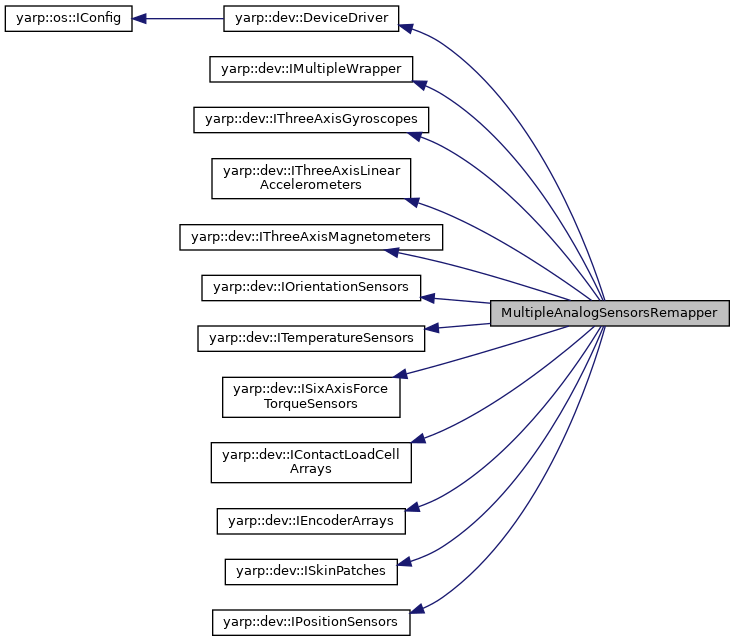 yarp::os::IConfig
yarp::dev::DeviceDriver
yarp::dev::IMultipleWrapper
yarp::dev::IThreeAxisGyroscopes
yarp::dev::IThreeAxisLinear
Accelerometers
yarp::dev::IThreeAxisMagnetometers
yarp::dev::IOrientationSensors
MultipleAnalogSensorsRemapper
yarp::dev::ITemperatureSensors
yarp::dev::ISixAxisForce
TorqueSensors
yarp::dev::IContactLoadCell
Arrays
yarp::dev::IEncoderArrays
yarp::dev::ISkinPatches
yarp::dev::IPositionSensors